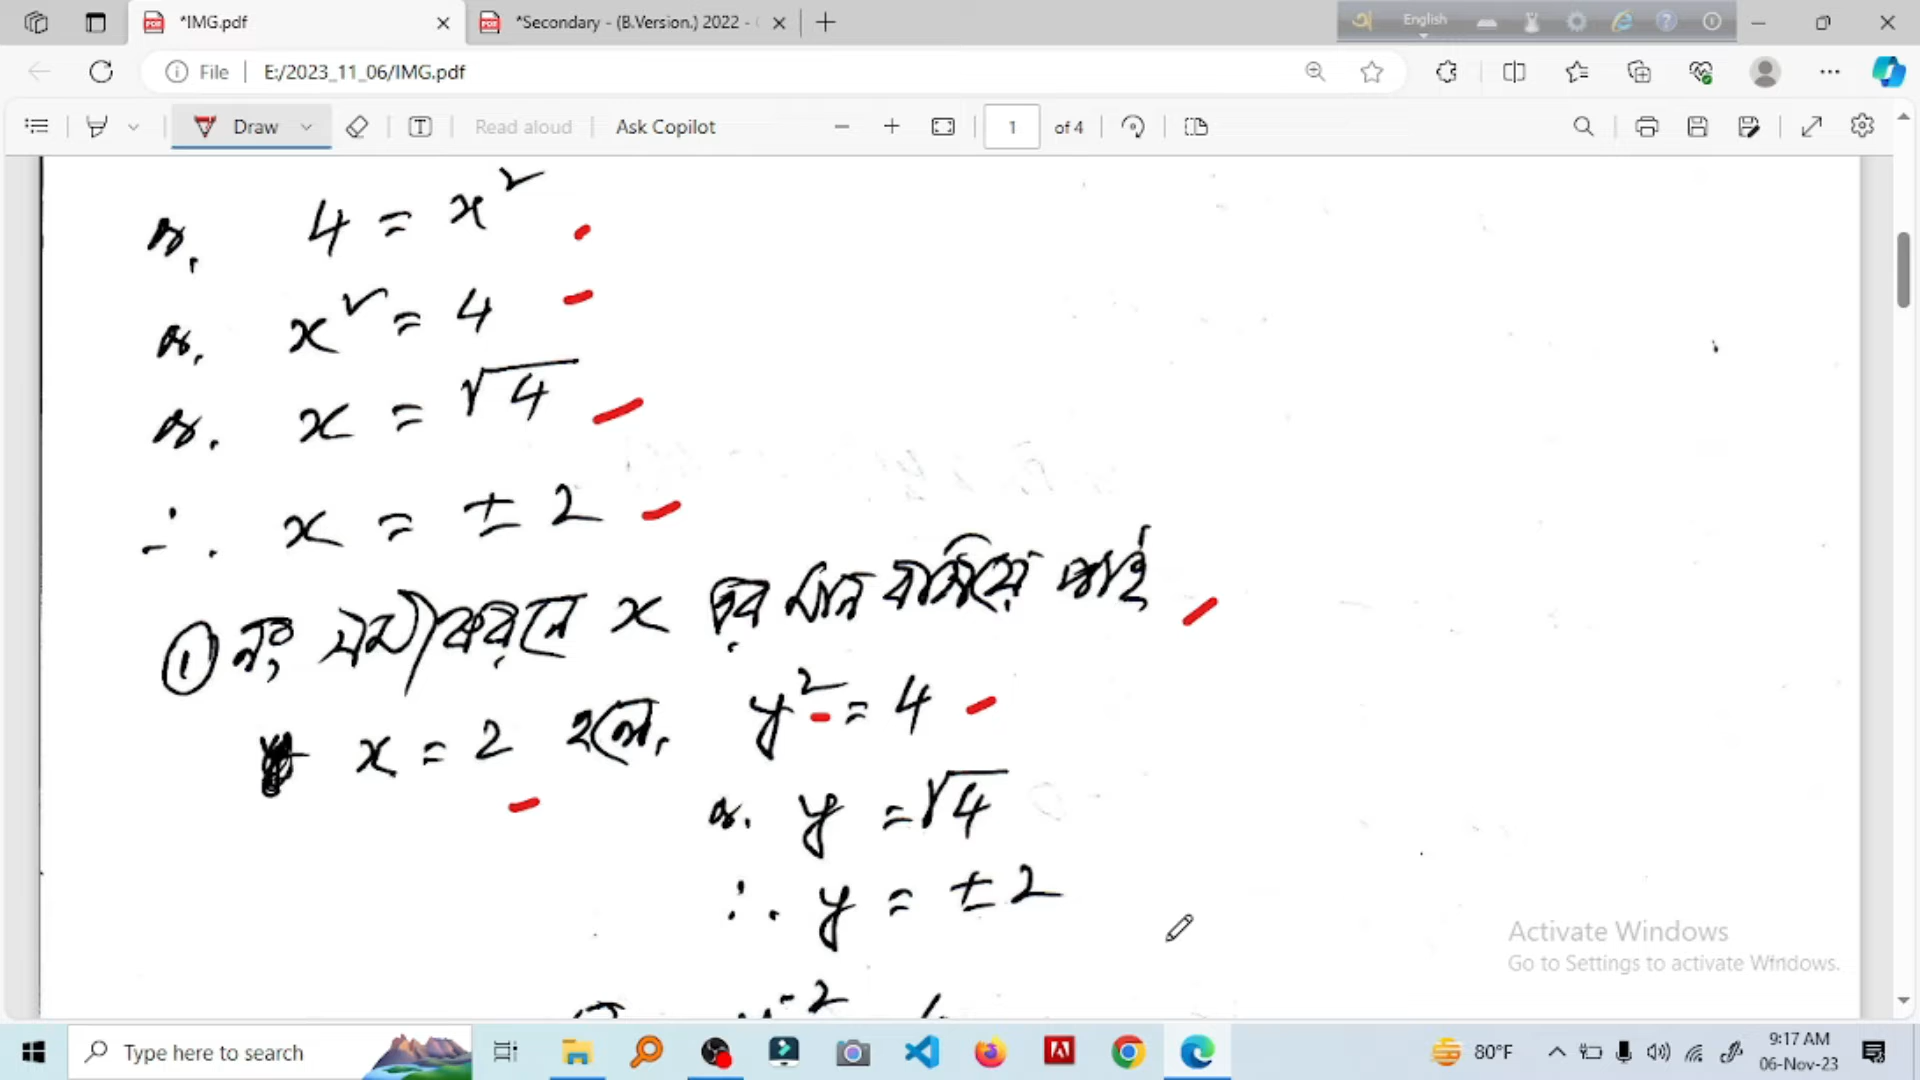 *IMG.pdf
*Secondary - (B.Version.) 2022 - (
English
File
E:/2023_11_06/IMG.pdf
Draw
Read aloud
Ask Copilot
1
of 4
বা, 4 = x²
বা, x² = 4
বা, x = √4
∴ x = ± 2
① নং সমীকরণে x এর মান বসিয়ে পাই
x = 2 হলে, y² = 4
বা, y = √4
∴ y = ± 2
Activate Windows
Go to Settings to activate Windows.
Type here to search
80°F
9:17 AM
06-Nov-23